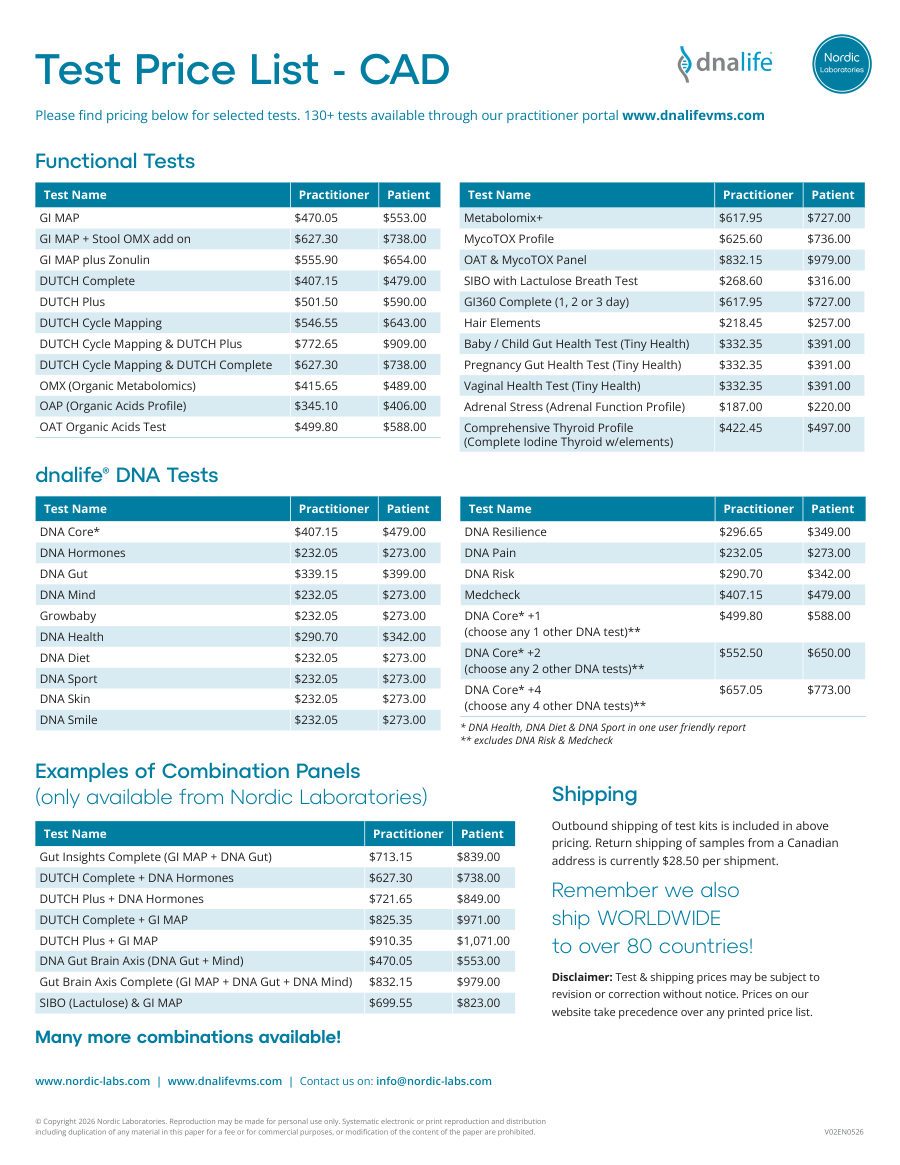 Test Price List - CAD
dnalife®
Nordic
Laboratories
Please find pricing below for selected tests. 130+ tests available through our practitioner portal www.dnalifevms.com
Functional Tests
Test Name Practitioner Patient
GI MAP $470.05 $553.00
GI MAP + Stool OMX add on $627.30 $738.00
GI MAP plus Zonulin $555.90 $654.00
DUTCH Complete $407.15 $479.00
DUTCH Plus $501.50 $590.00
DUTCH Cycle Mapping $546.55 $643.00
DUTCH Cycle Mapping & DUTCH Plus $772.65 $909.00
DUTCH Cycle Mapping & DUTCH Complete $627.30 $738.00
OMX (Organic Metabolomics) $415.65 $489.00
OAP (Organic Acids Profile) $345.10 $406.00
OAT Organic Acids Test $499.80 $588.00
Test Name Practitioner Patient
Metabolomix+ $617.95 $727.00
MycoTOX Profile $625.60 $736.00
OAT & MycoTOX Panel $832.15 $979.00
SIBO with Lactulose Breath Test $268.60 $316.00
GI360 Complete (1, 2 or 3 day) $617.95 $727.00
Hair Elements $218.45 $257.00
Baby / Child Gut Health Test (Tiny Health) $332.35 $391.00
Pregnancy Gut Health Test (Tiny Health) $332.35 $391.00
Vaginal Health Test (Tiny Health) $332.35 $391.00
Adrenal Stress (Adrenal Function Profile) $187.00 $220.00
Comprehensive Thyroid Profile $422.45 $497.00
(Complete Iodine Thyroid w/elements)
dnalife® DNA Tests
Test Name Practitioner Patient
DNA Core* $407.15 $479.00
DNA Hormones $232.05 $273.00
DNA Gut $339.15 $399.00
DNA Mind $232.05 $273.00
Growbaby $232.05 $273.00
DNA Health $290.70 $342.00
DNA Diet $232.05 $273.00
DNA Sport $232.05 $273.00
DNA Skin $232.05 $273.00
DNA Smile $232.05 $273.00
Test Name Practitioner Patient
DNA Resilience $296.65 $349.00
DNA Pain $232.05 $273.00
DNA Risk $290.70 $342.00
Medcheck $407.15 $479.00
DNA Core* +1 $499.80 $588.00
(choose any 1 other DNA test)**
DNA Core* +2 $552.50 $650.00
(choose any 2 other DNA tests)**
DNA Core* +4 $657.05 $773.00
(choose any 4 other DNA tests)**
* DNA Health, DNA Diet & DNA Sport in one user friendly report
** excludes DNA Risk & Medcheck
Examples of Combination Panels
(only available from Nordic Laboratories)
Test Name Practitioner Patient
Gut Insights Complete (GI MAP + DNA Gut) $713.15 $839.00
DUTCH Complete + DNA Hormones $627.30 $738.00
DUTCH Plus + DNA Hormones $721.65 $849.00
DUTCH Complete + GI MAP $825.35 $971.00
DUTCH Plus + GI MAP $910.35 $1,071.00
DNA Gut Brain Axis (DNA Gut + Mind) $470.05 $553.00
Gut Brain Axis Complete (GI MAP + DNA Gut + DNA Mind) $832.15 $979.00
SIBO (Lactulose) & GI MAP $699.55 $823.00
Many more combinations available!
Shipping
Outbound shipping of test kits is included in above
pricing. Return shipping of samples from a Canadian
address is currently $28.50 per shipment.
Remember we also
ship WORLDWIDE
to over 80 countries!
Disclaimer: Test & shipping prices may be subject to
revision or correction without notice. Prices on our
website take precedence over any printed price list.
www.nordic-labs.com | www.dnalifevms.com | Contact us on: info@nordic-labs.com
© Copyright 2026 Nordic Laboratories. Reproduction may be made for personal use only. Systematic electronic or print reproduction and distribution
including duplication of any material in this paper for a fee or for commercial purposes, or modification of the content of the paper are prohibited.
V02EN0526